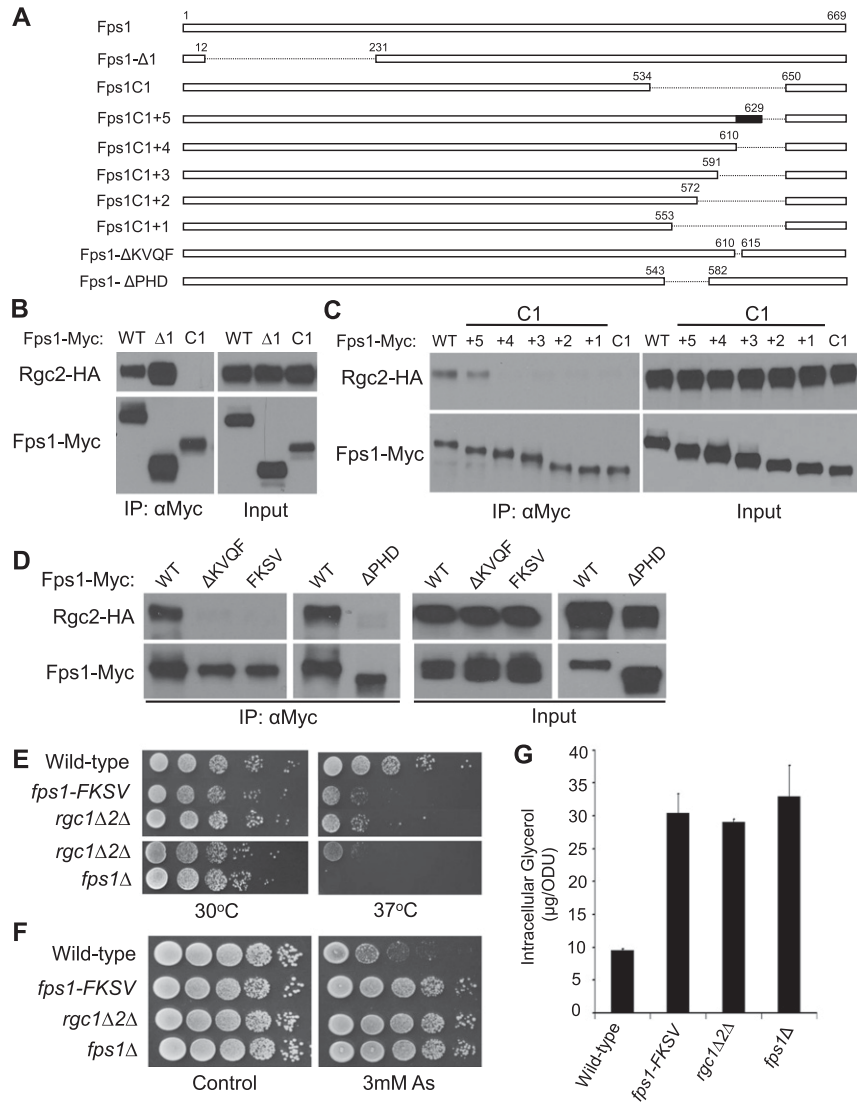 A
1 669
Fps1
12 231
Fps1-Δ1
534 650
Fps1C1
629
Fps1C1+5
610
Fps1C1+4
591
Fps1C1+3
572
Fps1C1+2
553
Fps1C1+1
610 615
Fps1-ΔKVQF
543 582
Fps1- ΔPHD
B
Fps1-Myc: WT Δ1 C1 WT Δ1 C1
Rgc2-HA
Fps1-Myc
IP: αMyc Input
C
C1 C1
Fps1-Myc: WT +5 +4 +3 +2 +1 C1 WT +5 +4 +3 +2 +1 C1
Rgc2-HA
Fps1-Myc
IP: αMyc Input
D
Fps1-Myc: WT ΔKVQF FKSV WT ΔPHD WT ΔKVQF FKSV WT ΔPHD
Rgc2-HA
Fps1-Myc
IP: αMyc Input
E
Wild-type
fps1-FKSV
rgc1Δ2Δ
rgc1Δ2Δ
fps1Δ
30°C 37°C
F
Wild-type
fps1-FKSV
rgc1Δ2Δ
fps1Δ
Control 3mM As
G
Intracellular Glycerol
(µg/ODU)
40
35
30
25
20
15
10
5
0
Wild-type fps1-FKSV rgc1Δ2Δ fps1Δ